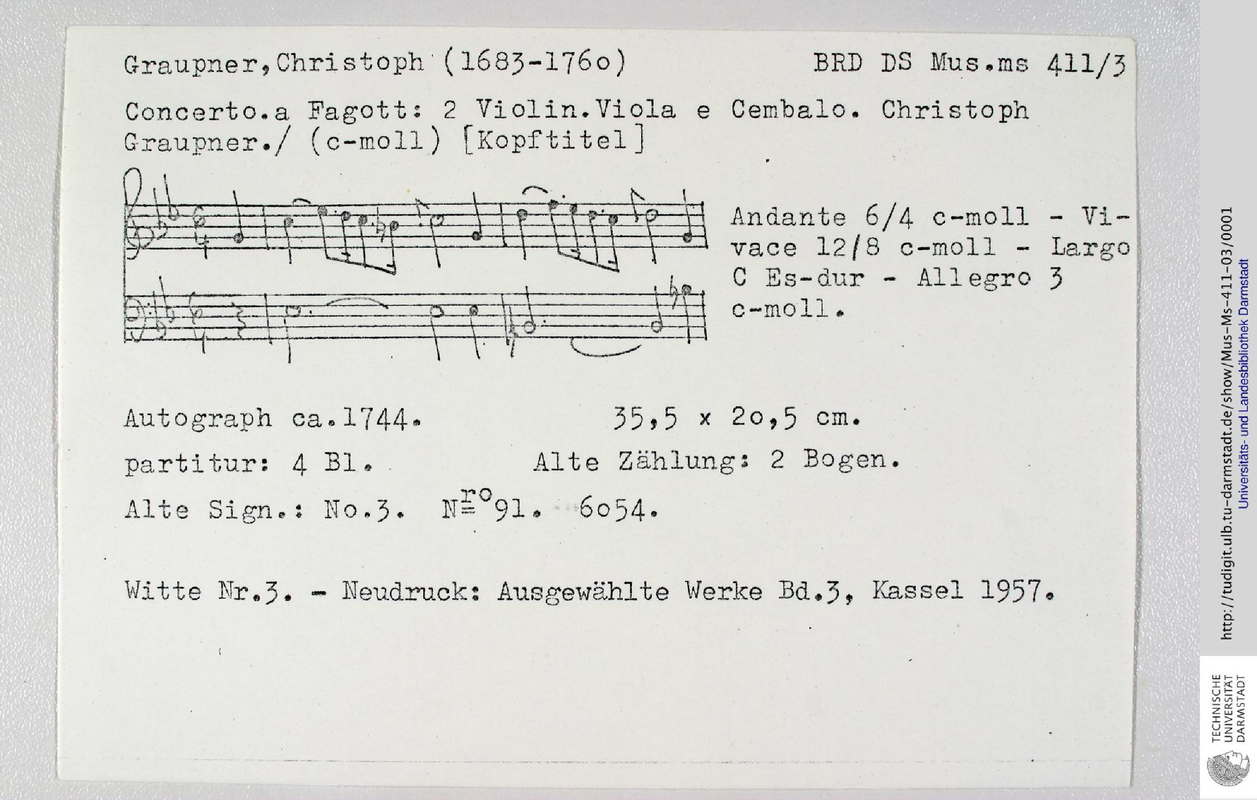 Graupner,Christoph (1683-176o) BRD DS Mus.ms 411/3
Concerto.a Fagott: 2 Violin.Viola e Cembalo. Christoph
Graupner./ (c-moll) [Kopftitel]
Andante 6/4 c-moll - Vi-
vace 12/8 c-moll - Largo
C Es-dur - Allegro 3
c-moll.
Autograph ca.1744. 35,5 x 2o,5 cm.
partitur: 4 Bl. Alte Zählung: 2 Bogen.
Alte Sign.: No.3. Nro 91. 6o54.
Witte Nr.3. - Neudruck: Ausgewählte Werke Bd.3, Kassel 1957.
http://tudigit.ulb.tu-darmstadt.de/show/Mus-Ms-411-03/0001
Universitäts- und Landesbibliothek Darmstadt
TECHNISCHE
UNIVERSITÄT
DARMSTADT